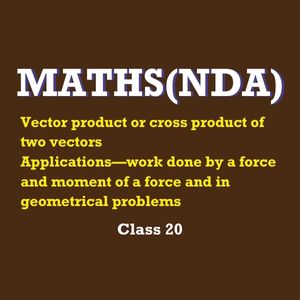 MATHS(NDA)
Vector product or cross product of
two vectors
Applications—work done by a force
and moment of a force and in
geometrical problems
Class 20